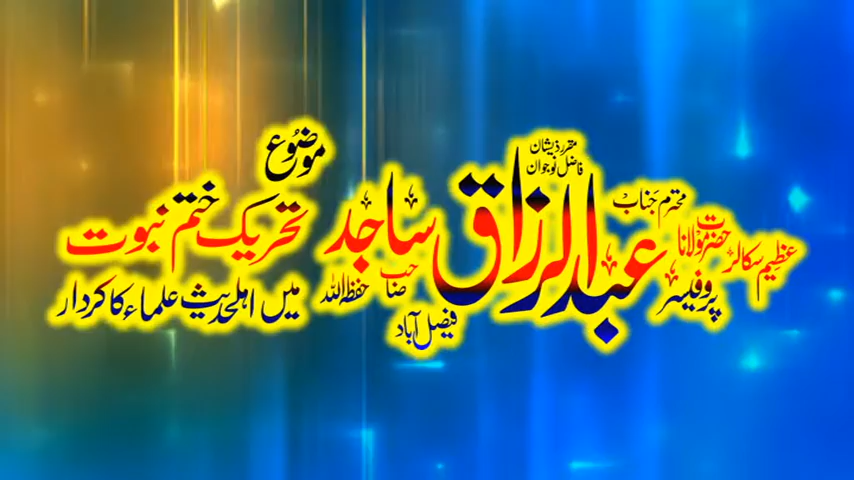 مقرر ذیشان
فاضل نوجوان
محترم جناب
عظیم سکالر حضرت مولانا
پروفیسر عبدالرزاق ساجد
صاحب حفظہ اللہ
فیصل آباد
موضوع
تحریک ختم نبوت
میں اہلحدیث علماء کا کردار